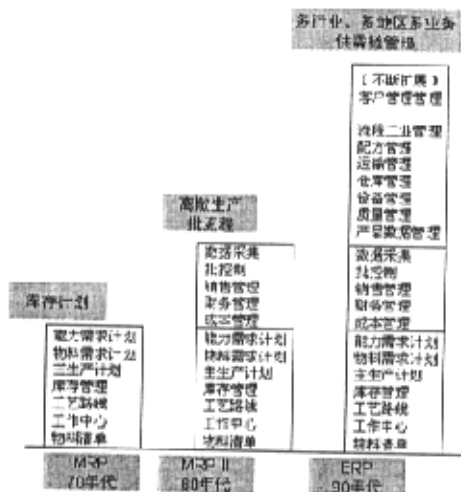 多行业、多地区多业务
供需链管理
（不断扩展）
客户管理管理
流程工业管理
配方管理
运输管理
仓库管理
设备管理
质量管理
产品数据管理
数据采集
批控制
销售管理
财务管理
成本管理
能力需求计划
物料需求计划
主生产计划
库存管理
工艺路线
工作中心
物料清单
ERP
90年代
离散生产
批流程
数据采集
批控制
销售管理
财务管理
成本管理
能力需求计划
物料需求计划
主生产计划
库存管理
工艺路线
工作中心
物料清单
MRP II
80年代
库存计划
能力需求计划
物料需求计划
主生产计划
库存管理
工艺路线
工作中心
物料清单
MRP
70年代